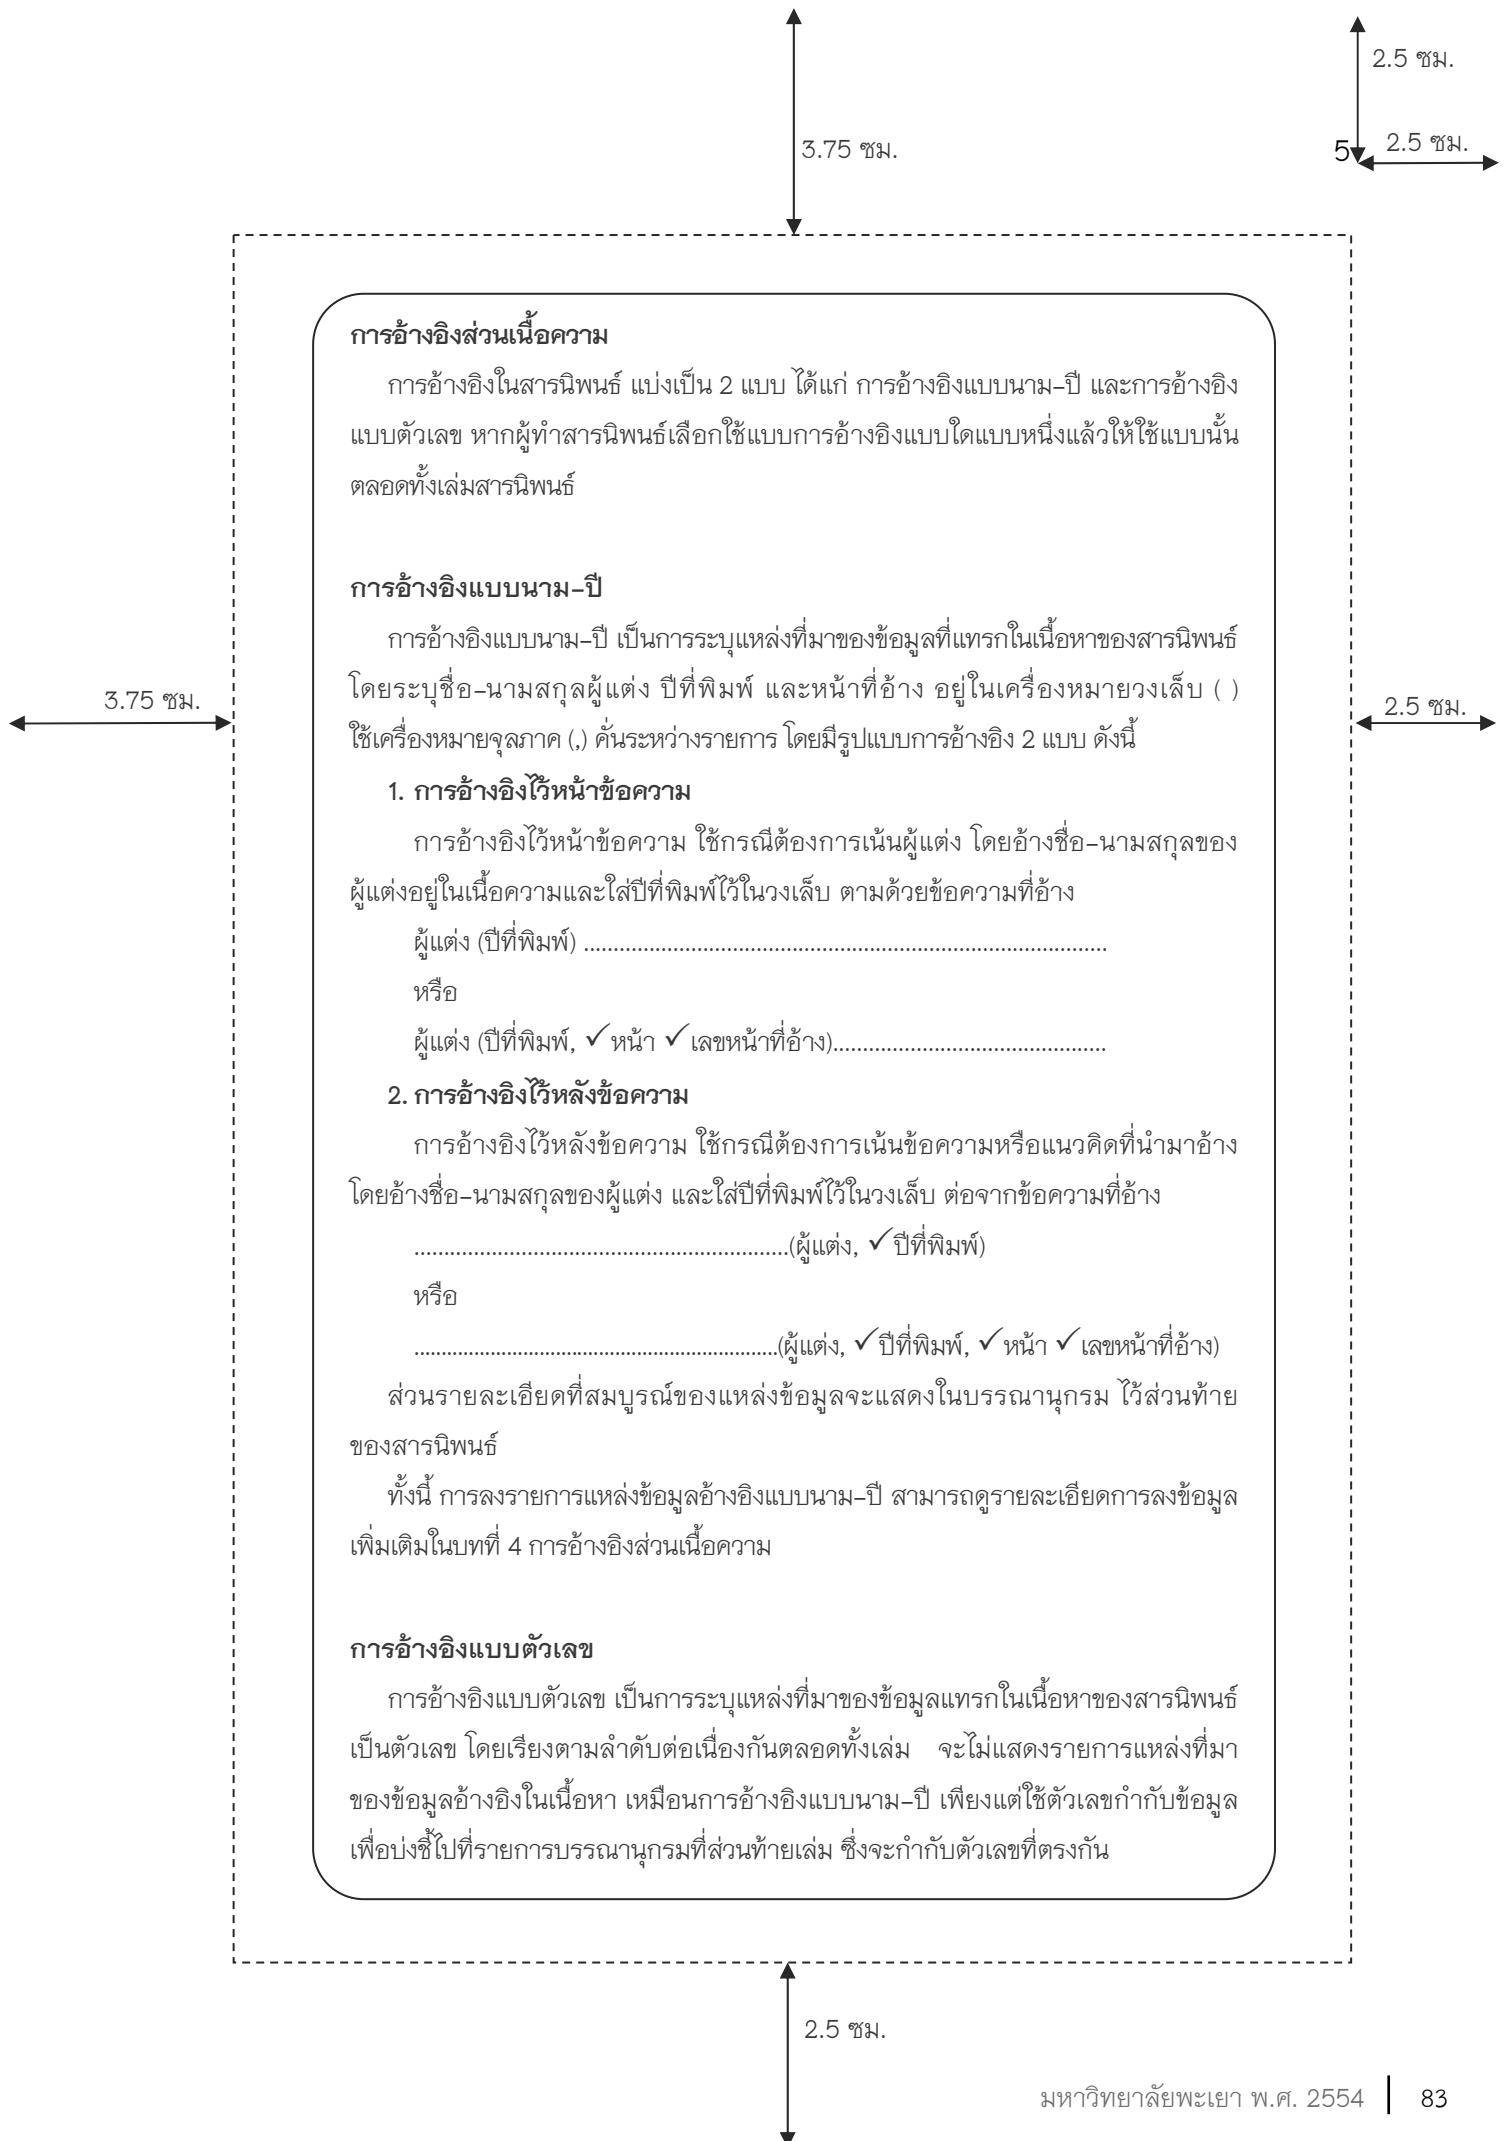 2.5 ซม.
3.75 ซม.
5
2.5 ซม.
การอ้างอิงส่วนเนื้อความ
การอ้างอิงในสารนิพนธ์ แบ่งเป็น 2 แบบ ได้แก่ การอ้างอิงแบบนาม-ปี และการอ้างอิง
แบบตัวเลข หากผู้ทำสารนิพนธ์เลือกใช้แบบการอ้างอิงแบบใดแบบหนึ่งแล้วให้ใช้แบบนั้น
ตลอดทั้งเล่มสารนิพนธ์
การอ้างอิงแบบนาม-ปี
การอ้างอิงแบบนาม-ปี เป็นการระบุแหล่งที่มาของข้อมูลที่แทรกในเนื้อหาของสารนิพนธ์
โดยระบุชื่อ-นามสกุลผู้แต่ง ปีที่พิมพ์ และหน้าที่อ้าง อยู่ในเครื่องหมายวงเล็บ ( )
3.75 ซม.
2.5 ซม.
ใช้เครื่องหมายจุลภาค (,) คั่นระหว่างรายการ โดยมีรูปแบบการอ้างอิง 2 แบบ ดังนี้
1. การอ้างอิงไว้หน้าข้อความ
การอ้างอิงไว้หน้าข้อความ ใช้กรณีต้องการเน้นผู้แต่ง โดยอ้างชื่อ-นามสกุลของ
ผู้แต่งอยู่ในเนื้อความและใส่ปีที่พิมพ์ไว้ในวงเล็บ ตามด้วยข้อความที่อ้าง
ผู้แต่ง (ปีที่พิมพ์) ........................................................................................
หรือ
ผู้แต่ง (ปีที่พิมพ์, ✓หน้า ✓เลขหน้าที่อ้าง)..............................................
2. การอ้างอิงไว้หลังข้อความ
การอ้างอิงไว้หลังข้อความ ใช้กรณีต้องการเน้นข้อความหรือแนวคิดที่นำมาอ้าง
โดยอ้างชื่อ-นามสกุลของผู้แต่ง และใส่ปีที่พิมพ์ไว้ในวงเล็บ ต่อจากข้อความที่อ้าง
...............................................................(ผู้แต่ง, ✓ปีที่พิมพ์)
หรือ
...............................................................(ผู้แต่ง, ✓ปีที่พิมพ์, ✓หน้า ✓เลขหน้าที่อ้าง)
ส่วนรายละเอียดที่สมบูรณ์ของแหล่งข้อมูลจะแสดงในบรรณานุกรม ไว้ส่วนท้าย
ของสารนิพนธ์
ทั้งนี้ การลงรายการแหล่งข้อมูลอ้างอิงแบบนาม-ปี สามารถดูรายละเอียดการลงข้อมูล
เพิ่มเติมในบทที่ 4 การอ้างอิงส่วนเนื้อความ
การอ้างอิงแบบตัวเลข
การอ้างอิงแบบตัวเลข เป็นการระบุแหล่งที่มาของข้อมูลแทรกในเนื้อหาของสารนิพนธ์
เป็นตัวเลข โดยเรียงตามลำดับต่อเนื่องกันตลอดทั้งเล่ม จะไม่แสดงรายการแหล่งที่มา
ของข้อมูลอ้างอิงในเนื้อหา เหมือนการอ้างอิงแบบนาม-ปี เพียงแต่ใช้ตัวเลขกำกับข้อมูล
เพื่อบ่งชี้ไปที่รายการบรรณานุกรมที่ส่วนท้ายเล่ม ซึ่งจะกำกับตัวเลขที่ตรงกัน
2.5 ซม.
มหาวิทยาลัยพะเยา พ.ศ. 2554 83